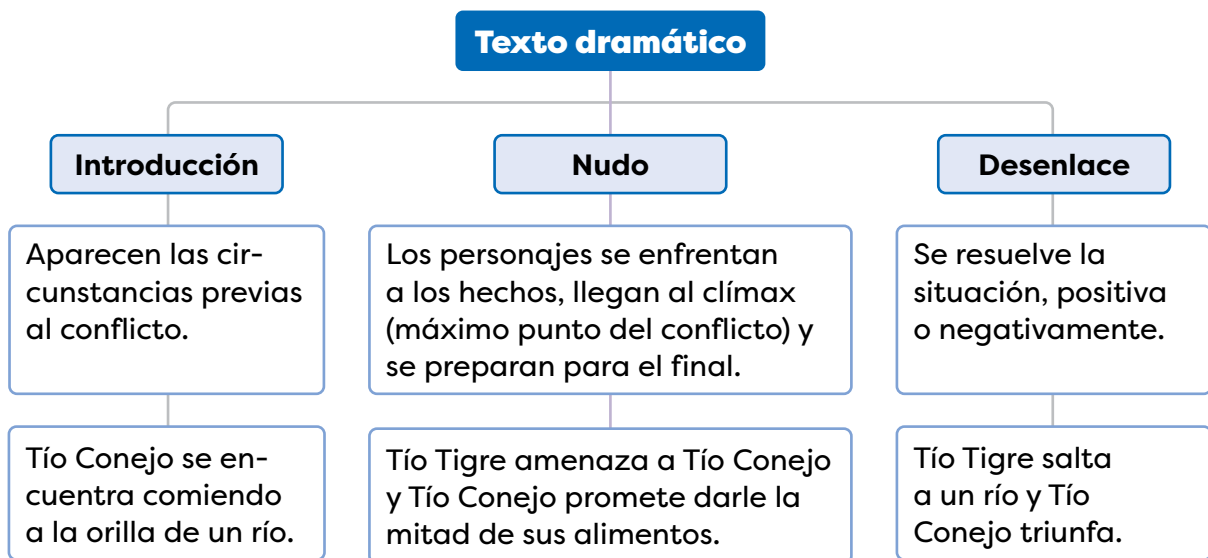 Texto dramático
Introducción
Aparecen las cir-
cunstancias previas
al conflicto.
Tío Conejo se en-
cuentra comiendo
a la orilla de un río.
Nudo
Los personajes se enfrentan
a los hechos, llegan al clímax
(máximo punto del conflicto) y
se preparan para el final.
Tío Tigre amenaza a Tío Conejo
y Tío Conejo promete darle la
mitad de sus alimentos.
Desenlace
Se resuelve la
situación, positiva
o negativamente.
Tío Tigre salta
a un río y Tío
Conejo triunfa.